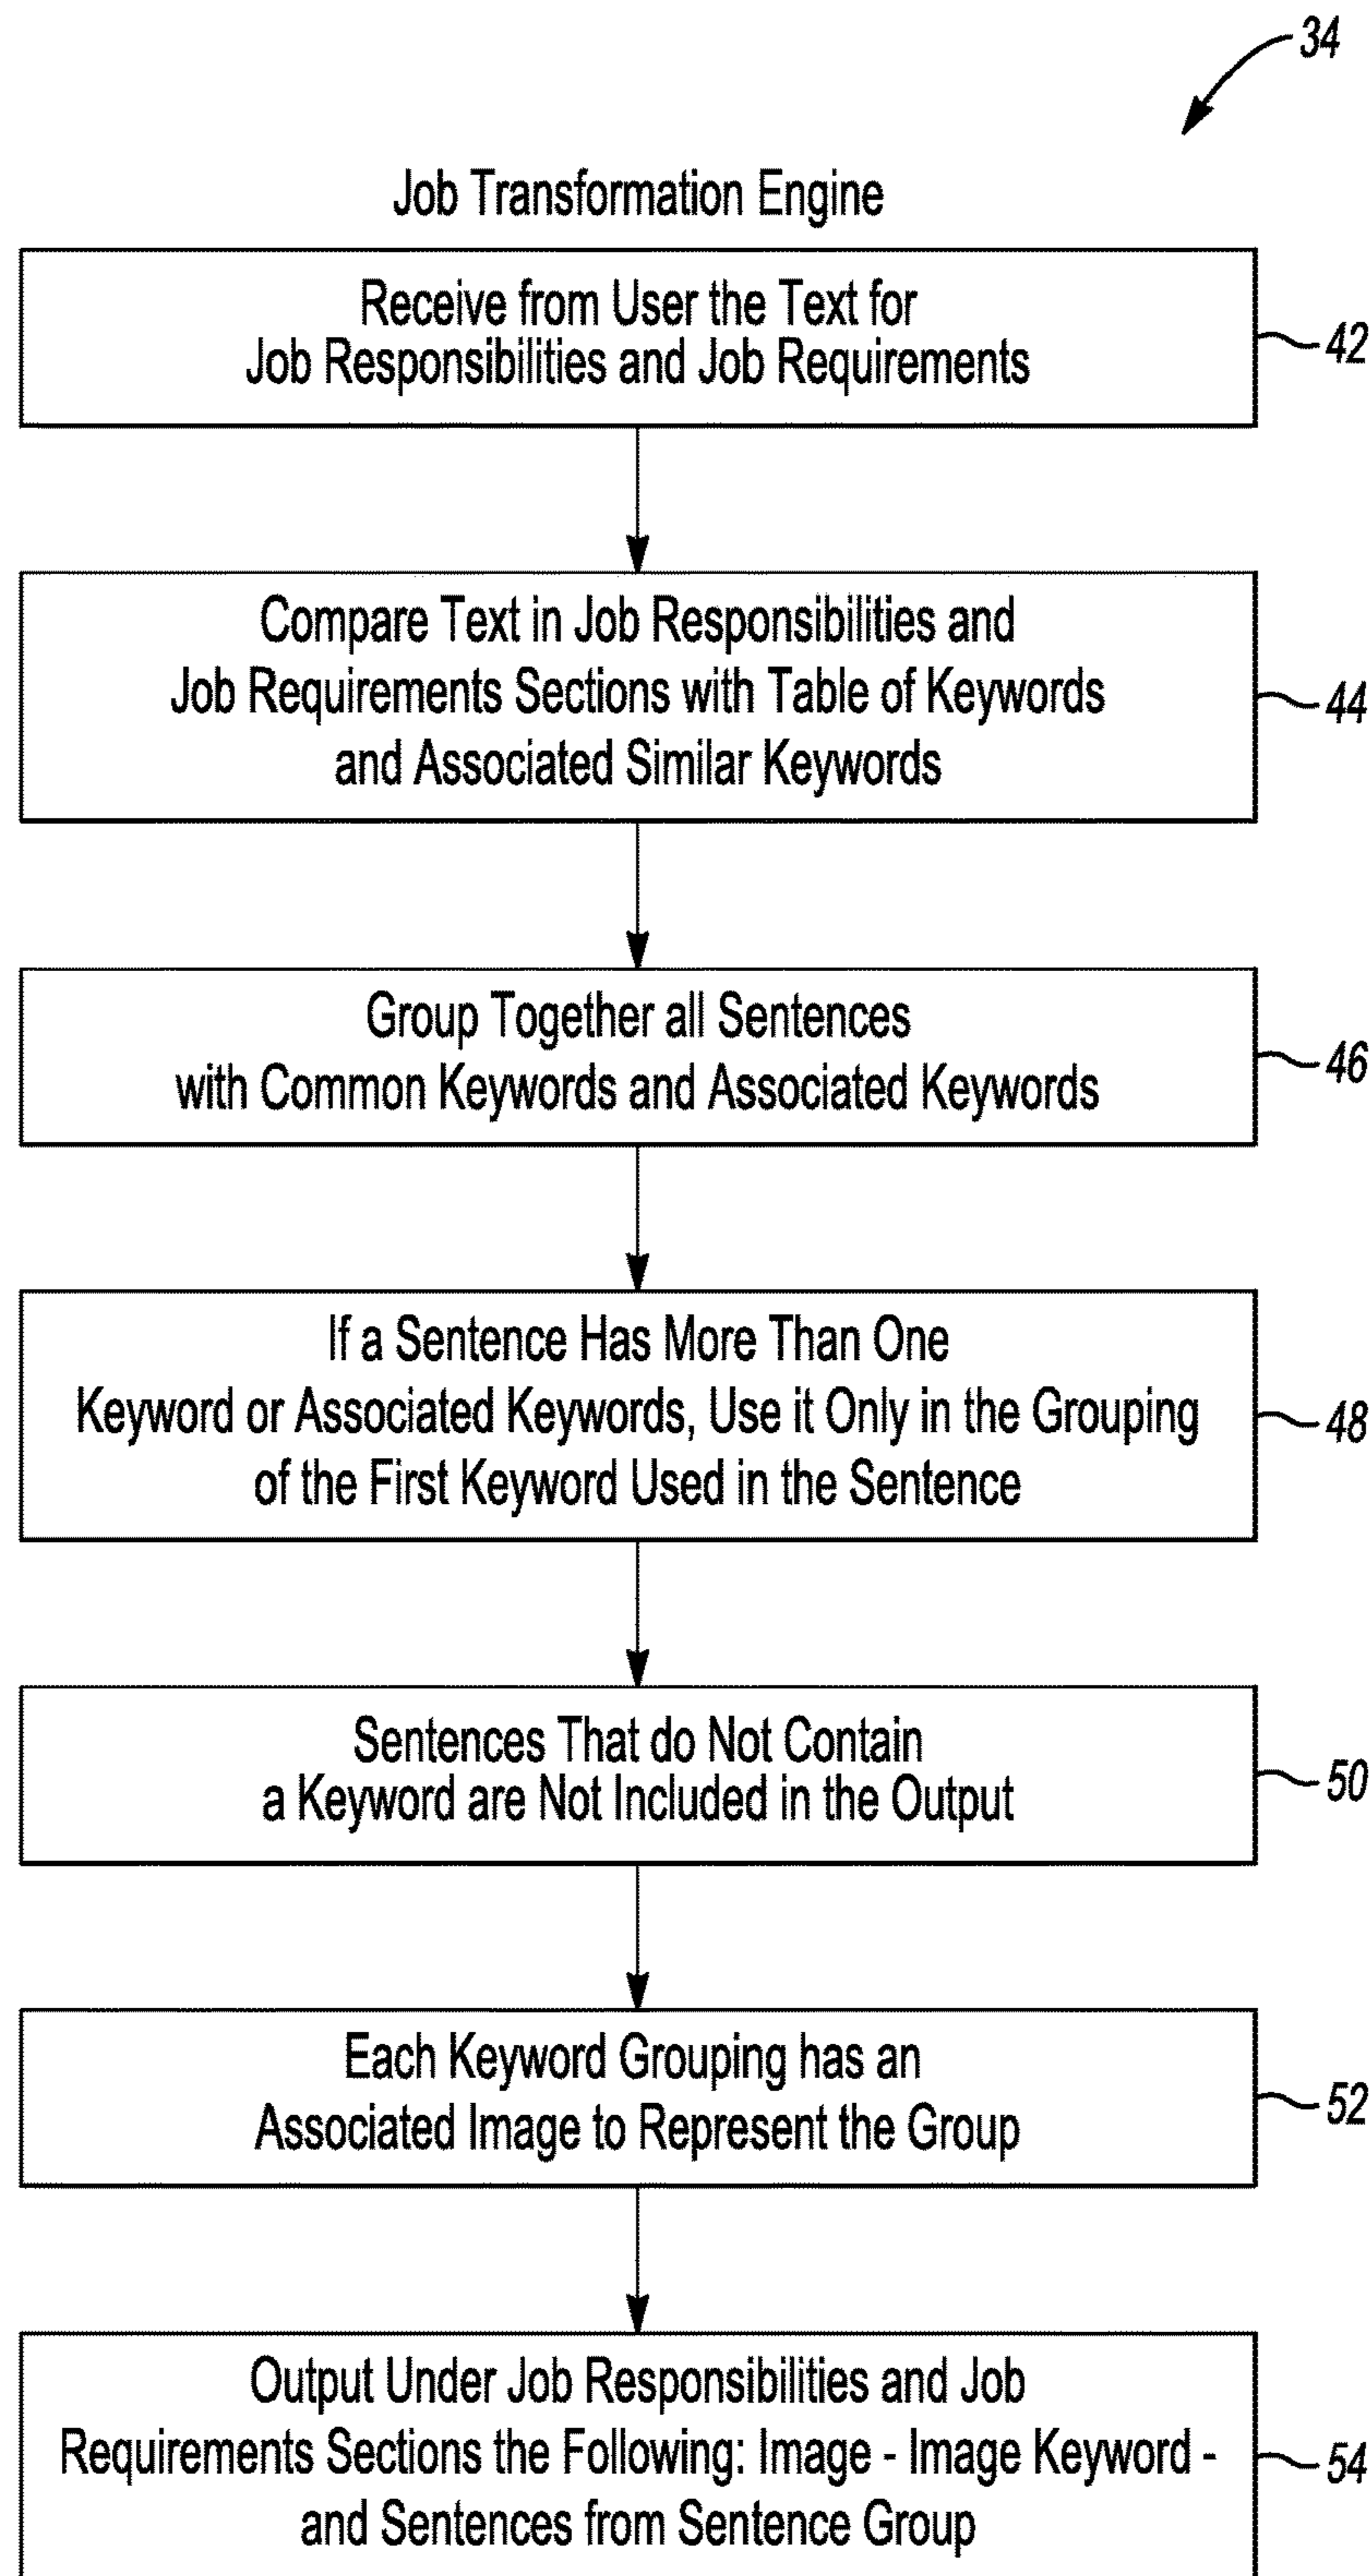 34
Job Transformation Engine
Receive from User the Text for
Job Responsibilities and Job Requirements
42
Compare Text in Job Responsibilities and
Job Requirements Sections with Table of Keywords
and Associated Similar Keywords
44
Group Together all Sentences
with Common Keywords and Associated Keywords
46
If a Sentence Has More Than One
Keyword or Associated Keywords, Use it Only in the Grouping
of the First Keyword Used in the Sentence
48
Sentences That do Not Contain
a Keyword are Not Included in the Output
50
Each Keyword Grouping has an
Associated Image to Represent the Group
52
Output Under Job Responsibilities and Job
Requirements Sections the Following: Image - Image Keyword -
and Sentences from Sentence Group
54